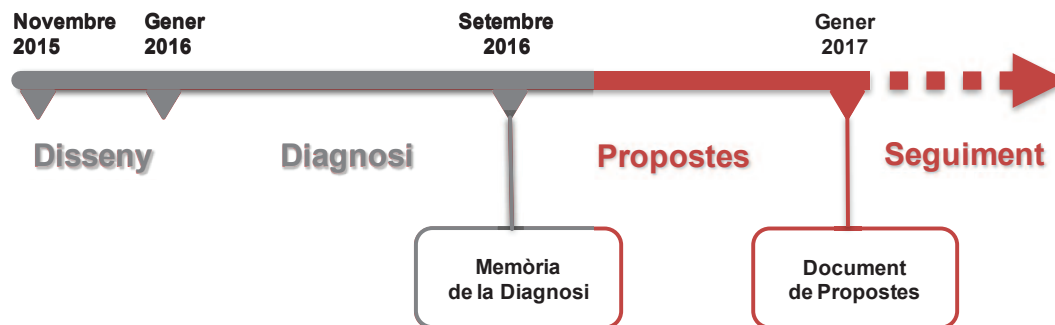 Novembre
2015
Gener
2016
Setembre
2016
Gener
2017
Disseny
Diagnosi
Propostes
Seguiment
Memòria
de la Diagnosi
Document
de Propostes